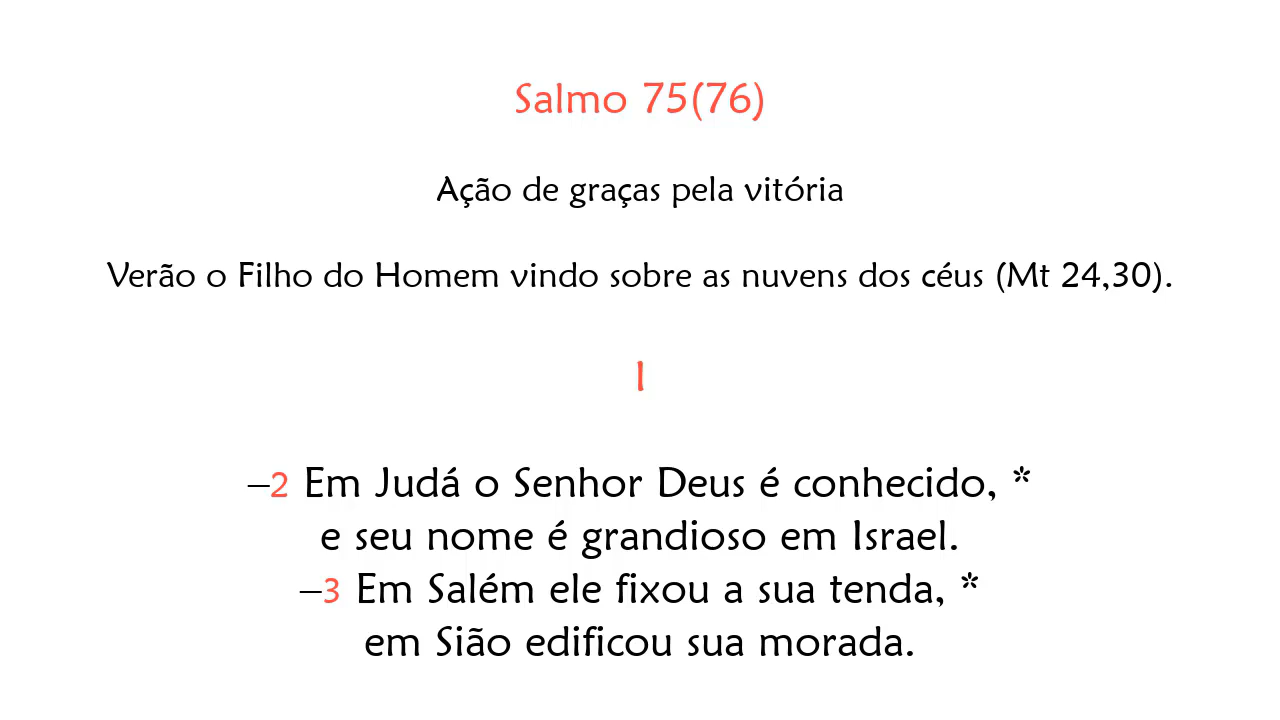 Salmo 75(76)
Ação de graças pela vitória
Verão o Filho do Homem vindo sobre as nuvens dos céus (Mt 24,30).
I
–2 Em Judá o Senhor Deus é conhecido, *
e seu nome é grandioso em Israel.
–3 Em Salém ele fixou a sua tenda, *
em Sião edificou sua morada.